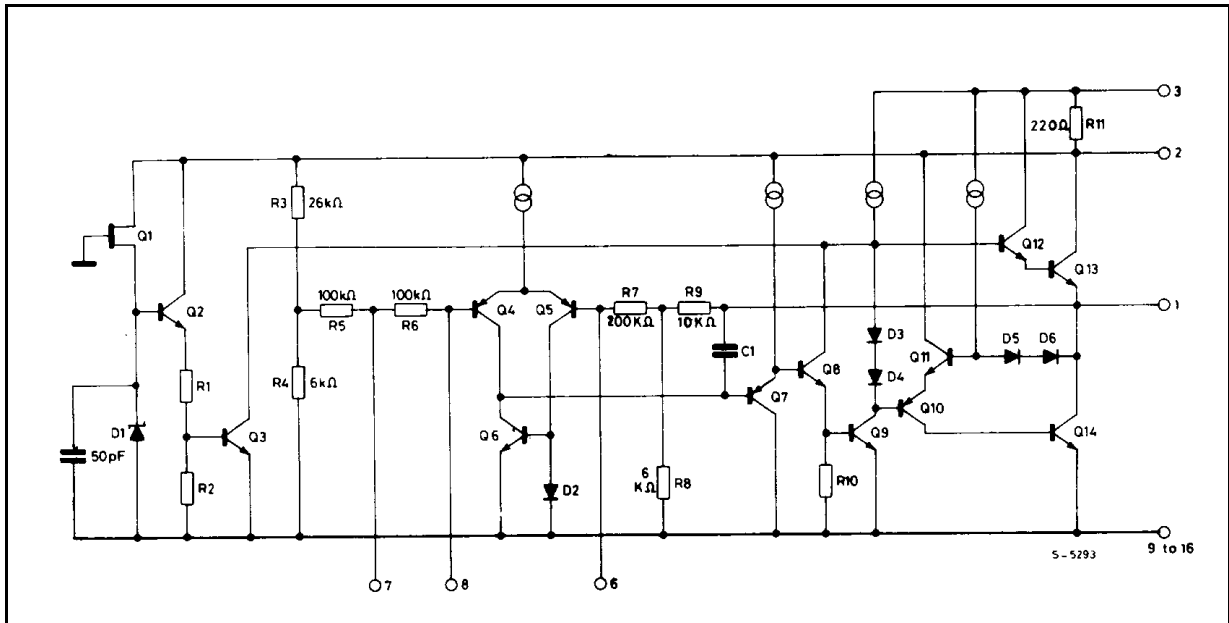 3
220Ω R11
2
R3 26kΩ
Q1
Q12
Q13
100kΩ 100kΩ
R5 R6
Q4 Q5
R7 R9
200KΩ 10KΩ
1
Q2
C1
D3
D5 D6
Q11
R1
R4 6kΩ
Q8
D4
Q7
Q10
D1
Q3
Q6
Q9
Q14
50pF
R2
D2
6
KΩ R8
R10
S-5293
9 to 16
7
8
6